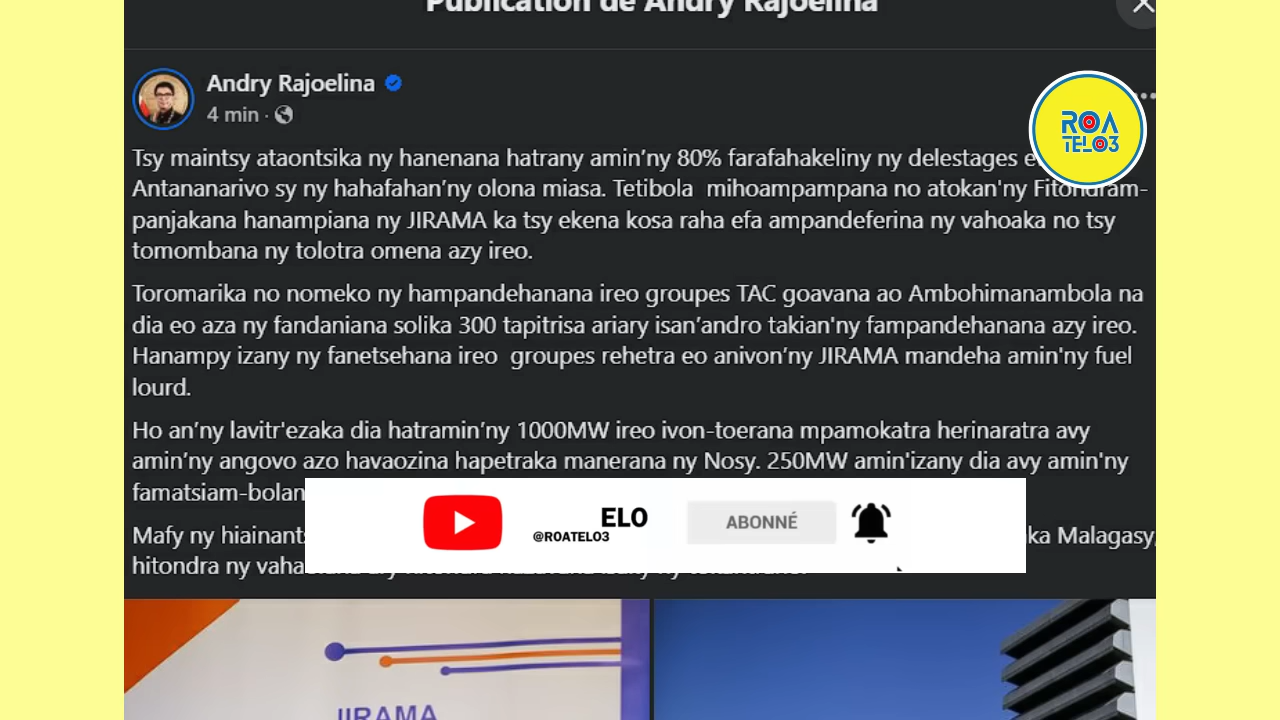 Publication de Andry Rajoelina
Andry Rajoelina
4 min ·
ROA
TELO3
Tsy maintsy ataontsika ny hanenana hatrany amin’ny 80% farafahakeliny ny delestages
Antananarivo sy ny hahafahan’ny olona miasa. Tetibola mihoampampana no atokan'ny Fitondram-
panjakana hanampiana ny JIRAMA ka tsy ekena kosa raha efa ampandeferina ny vahoaka no tsy
tomombana ny tolotra omena azy ireo.
Toromarika no nomeko ny hampandehanana ireo groupes TAC goavana ao Ambohimanambola na
dia eo aza ny fandaniana solika 300 tapitrisa ariary isan’andro takian'ny fampandehanana azy ireo.
Hanampy izany ny fanetsehana ireo groupes rehetra eo anivon’ny JIRAMA mandeha amin'ny fuel
lourd.
Ho an’ny lavitr'ezaka dia hatramin’ny 1000MW ireo ivon-toerana mpamokatra herinaratra avy
amin’ny angovo azo havaozina hapetraka manerana ny Nosy. 250MW amin'izany dia avy amin'ny
ELO
@ROATELO3
ABONNÉ
Mafy ny Malagasy,
hitondra ny
JIRAMA